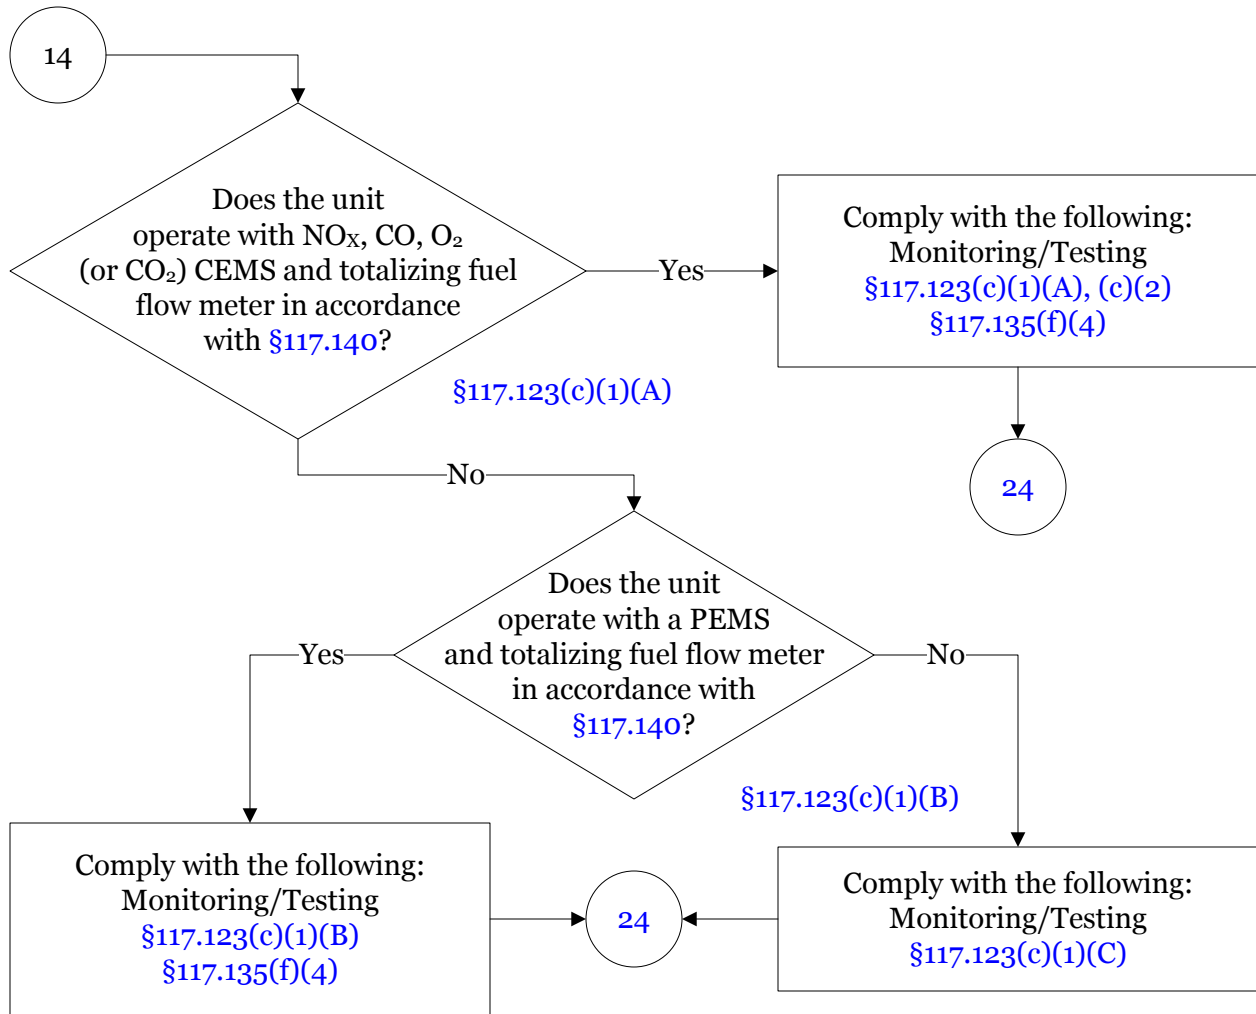 14
Does the unit
operate with NOX, CO, O2
(or CO2) CEMS and totalizing fuel
flow meter in accordance
with §117.140?
Yes
Comply with the following:
Monitoring/Testing
§117.123(c)(1)(A), (c)(2)
§117.135(f)(4)
§117.123(c)(1)(A)
24
No
Does the unit
operate with a PEMS
and totalizing fuel flow meter
in accordance with
§117.140?
Yes
No
§117.123(c)(1)(B)
Comply with the following:
Monitoring/Testing
§117.123(c)(1)(B)
§117.135(f)(4)
24
Comply with the following:
Monitoring/Testing
§117.123(c)(1)(C)